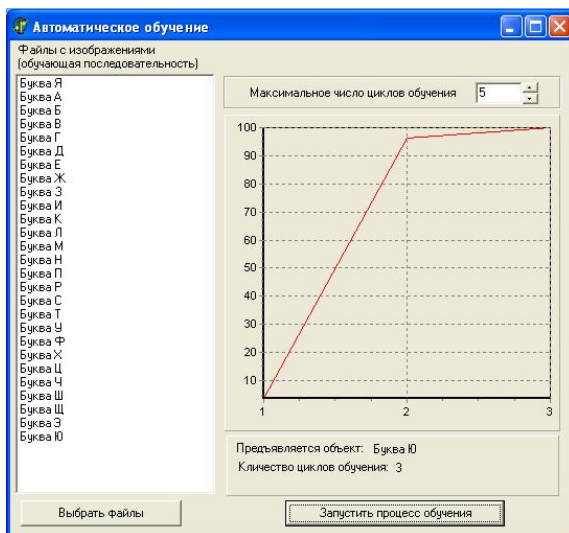 Автоматическое обучение
Файлы с изображениями
(обучающая последовательность)
Буква Я
Буква А
Буква Б
Буква В
Буква Г
Буква Д
Буква Е
Буква Ж
Буква З
Буква И
Буква К
Буква Л
Буква М
Буква Н
Буква П
Буква Р
Буква С
Буква Т
Буква У
Буква Ф
Буква Х
Буква Ц
Буква Ч
Буква Ш
Буква Щ
Буква Э
Буква Ю
Выбрать файлы
Максимальное число циклов обучения 5
100
90
80
70
60
50
40
30
20
10
1 2 3
Предъявляется объект: Буква Ю
Кличество циклов обучения: 3
Запустить процесс обучения